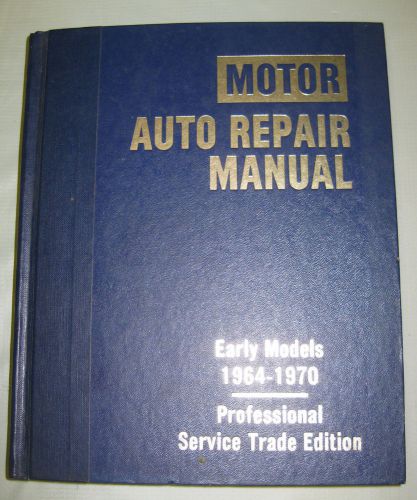 MOTOR
AUTO REPAIR
MANUAL
Early Models
1964-1970
Professional
Service Trade Edition